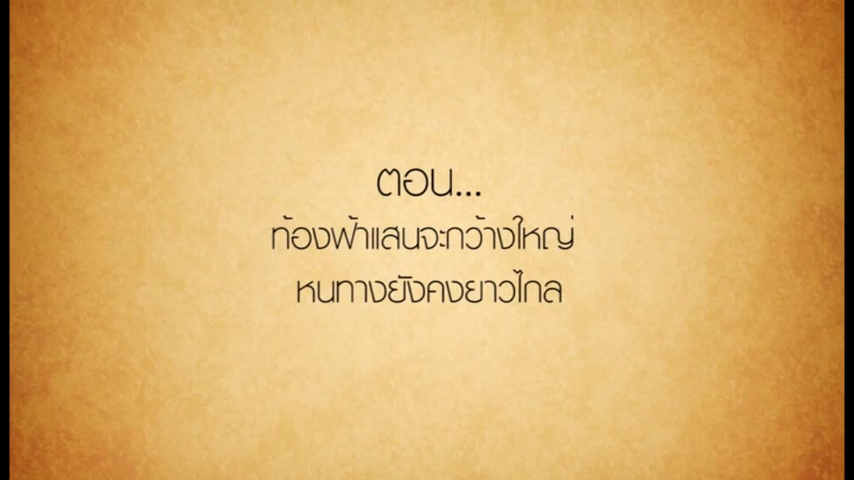 ตอน...
ท้องฟ้าแสนจะกว้างใหญ่
หนทางยังคงยาวไกล